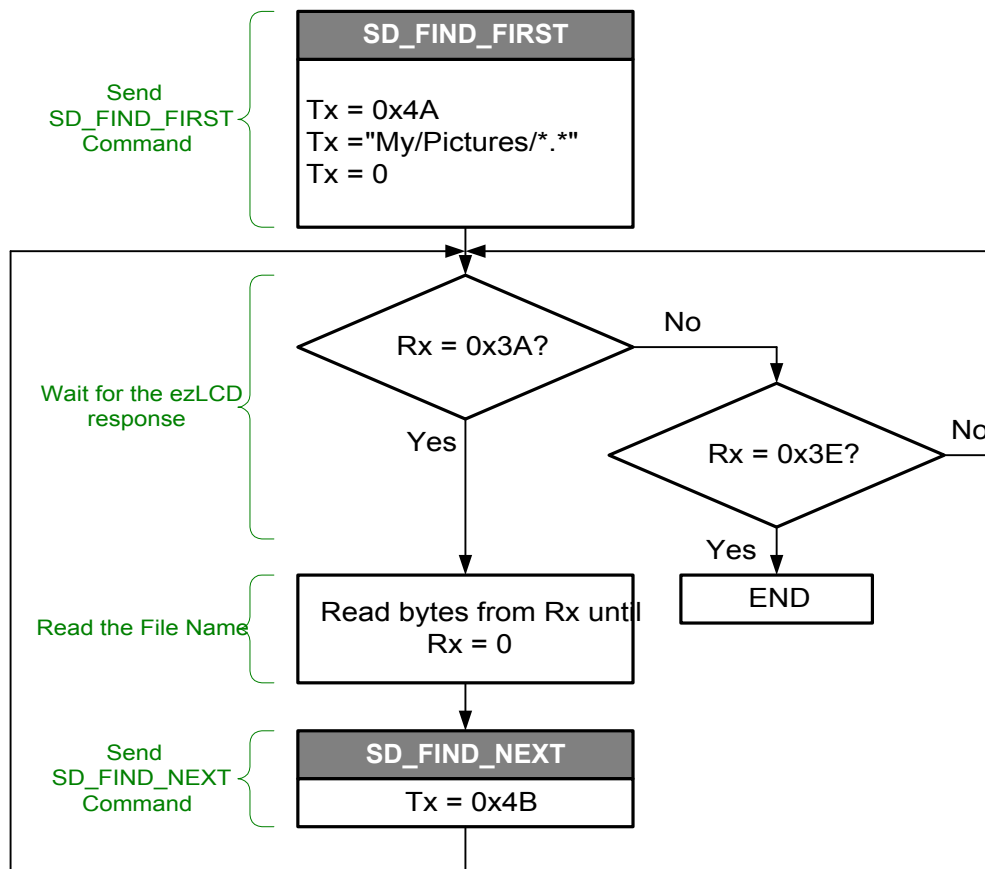 SD_FIND_FIRST
Send
SD_FIND_FIRST
Command
Tx = 0x4A
Tx ="My/Pictures/*.*"
Tx = 0
Rx = 0x3A?
No
Wait for the ezLCD
response
Yes
Rx = 0x3E?
No
Yes
END
Read the File Name
Read bytes from Rx until
Rx = 0
Send
SD_FIND_NEXT
Command
SD_FIND_NEXT
Tx = 0x4B